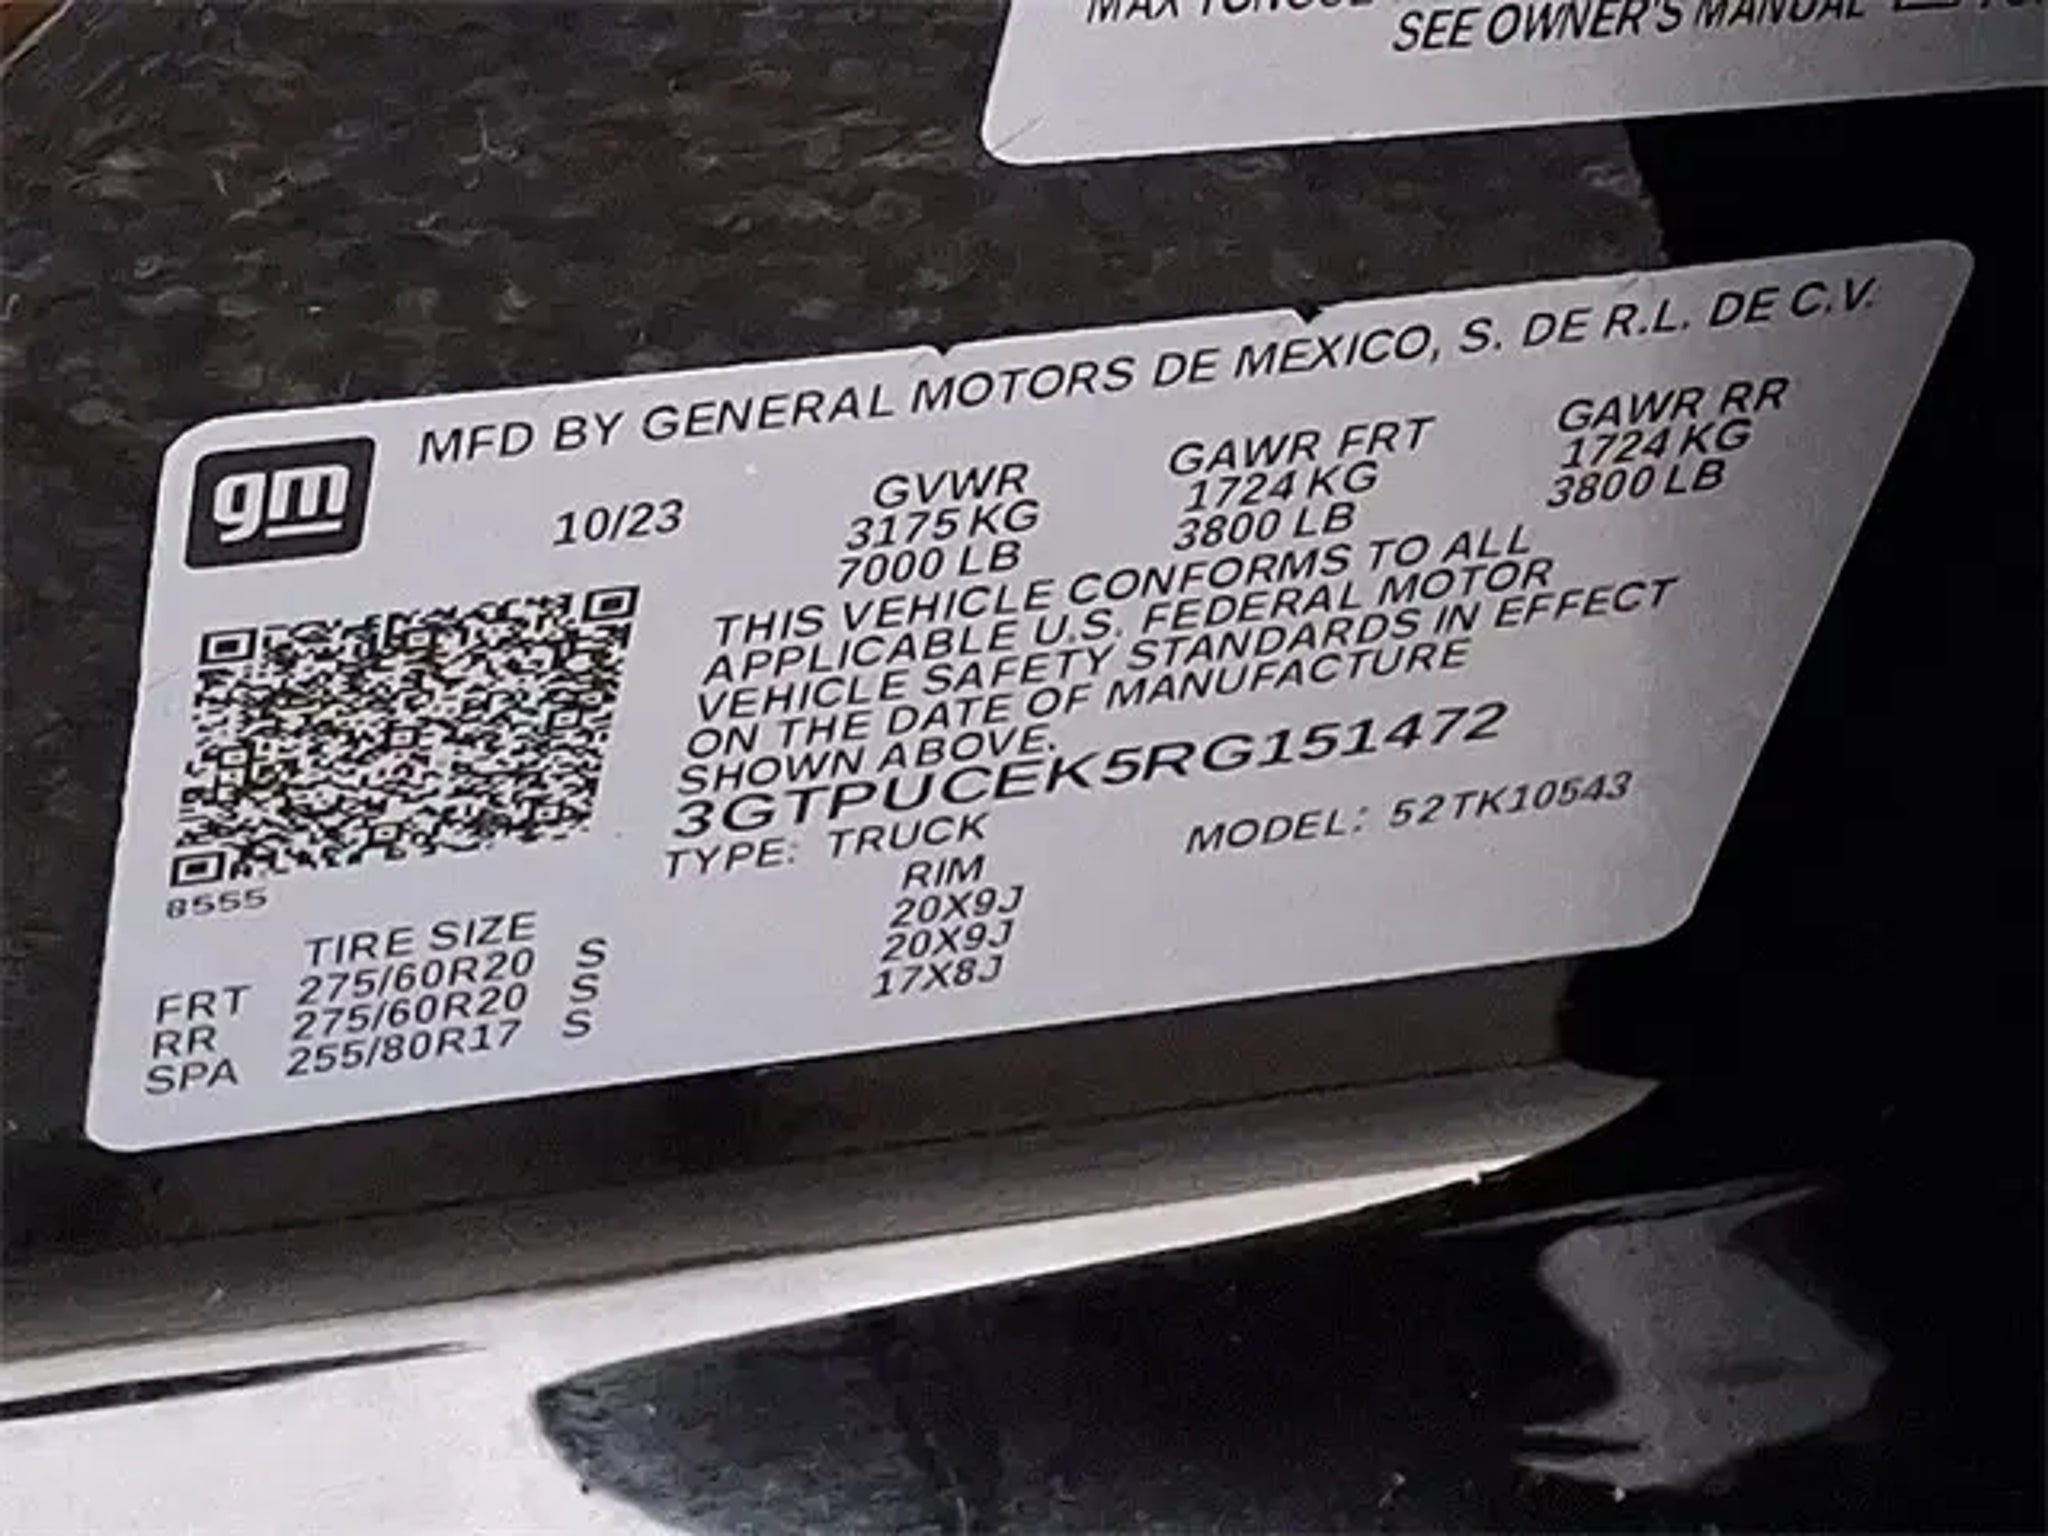 SEE OWNER'S MANUAL
gm
MFD BY GENERAL MOTORS DE MEXICO, S. DE R.L. DE C.V.
10/23
GVWR GAWR FRT GAWR RR
3175 KG 1724 KG 1724 KG
7000 LB 3800 LB 3800 LB
THIS VEHICLE CONFORMS TO ALL
APPLICABLE U.S. FEDERAL MOTOR
VEHICLE SAFETY STANDARDS IN EFFECT
ON THE DATE OF MANUFACTURE
SHOWN ABOVE.
3GTPUCEK5RG151472
TYPE: TRUCK MODEL: 52TK10543
8555
TIRE SIZE RIM
FRT 275/60R20 S 20X9J
RR 275/60R20 S 20X9J
SPA 255/80R17 S 17X8J